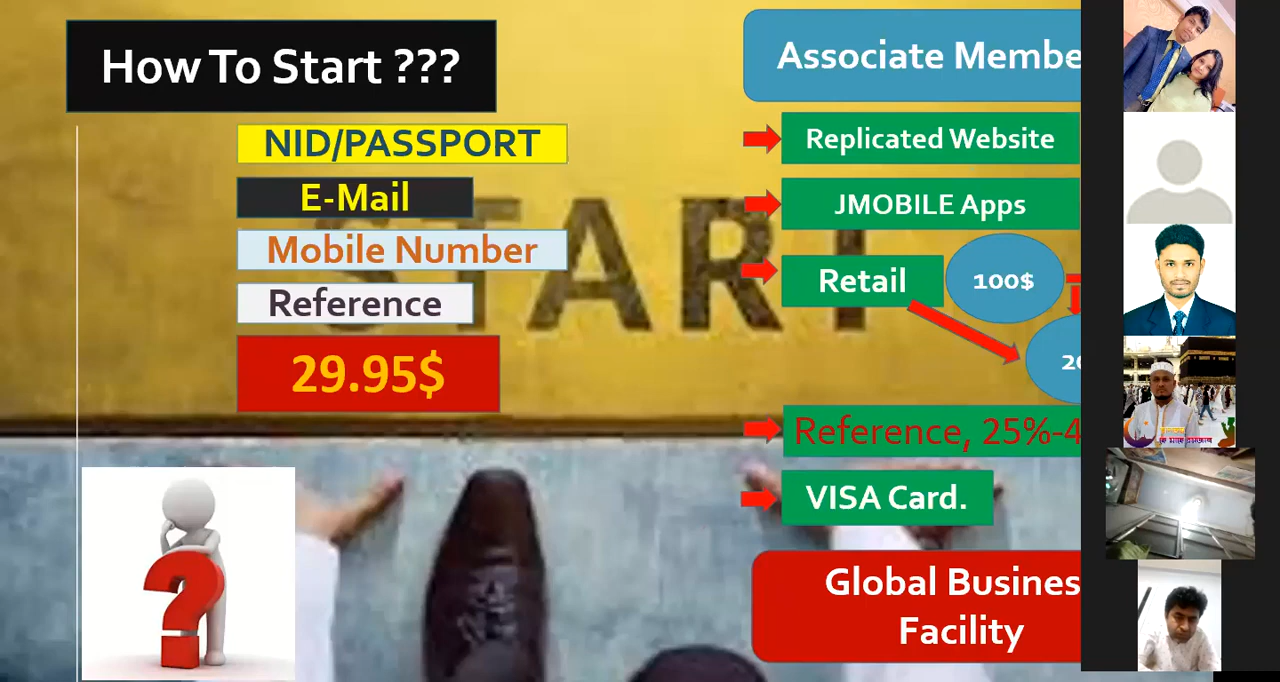 How To Start ???
NID/PASSPORT
E-Mail
Mobile Number
Reference
29.95$
START
Associate Membe
Replicated Website
JMOBILE Apps
Retail
100$
Reference, 25%-4
VISA Card.
Global Busines
Facility